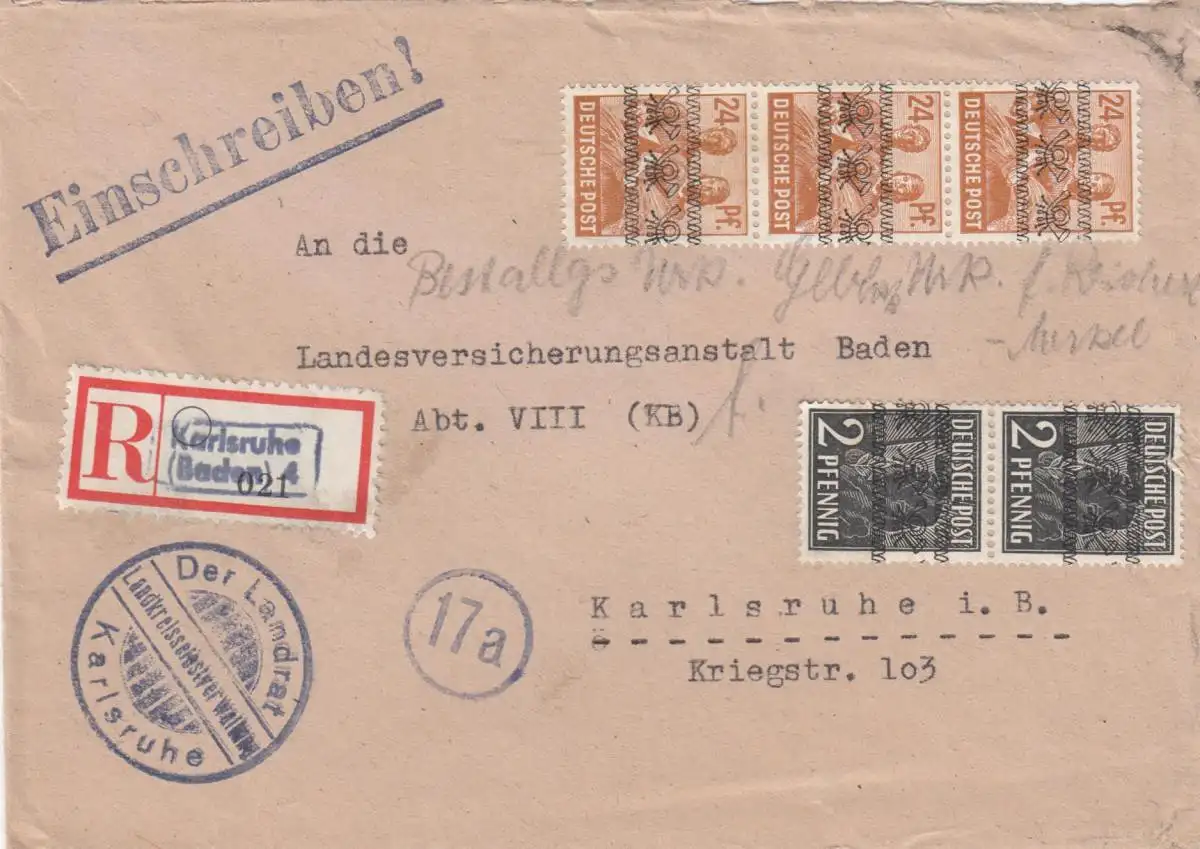 Einschreiben!
24 DEUTSCHE POST Pf.
24 DEUTSCHE POST Pf.
24 DEUTSCHE POST Pf.
An die
Landesversicherungsanstalt Baden
Abt. VIII (KB)
R
Karlsruhe
(Baden) 4
021
2 PFENNIG DEUTSCHE POST
2 PFENNIG DEUTSCHE POST
Karlsruhe i.B.
Kriegstr. 103
17a
Der Landrat
Landkreisselbstverwaltung
Karlsruhe